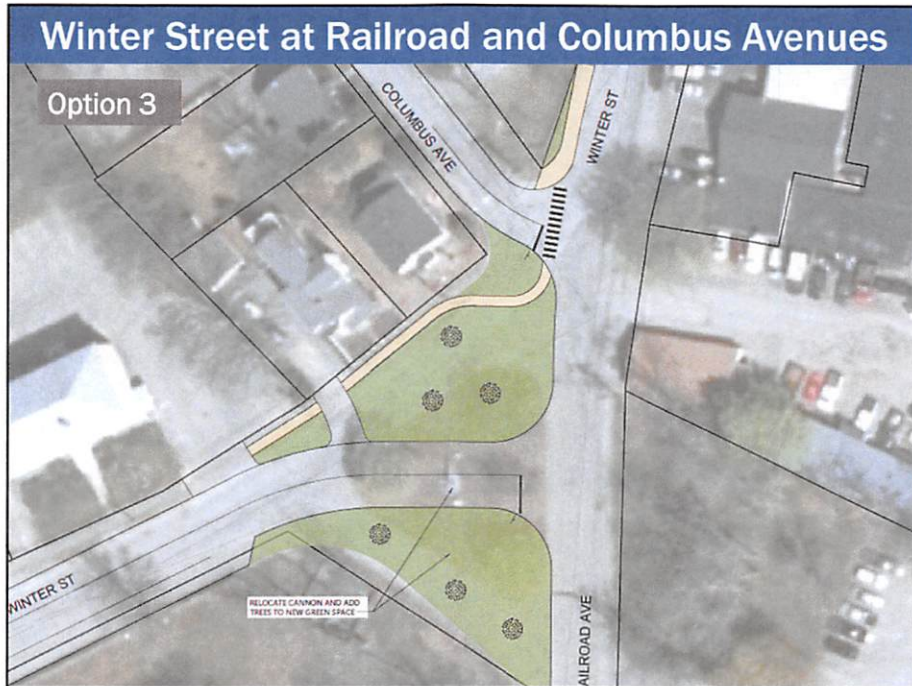 Winter Street at Railroad and Columbus Avenues
Option 3
COLUMBUS AVE
WINTER ST
WINTER ST
RELOCATE CANNON AND ADD
TREES TO NEW GREEN SPACE
AILROAD AVE